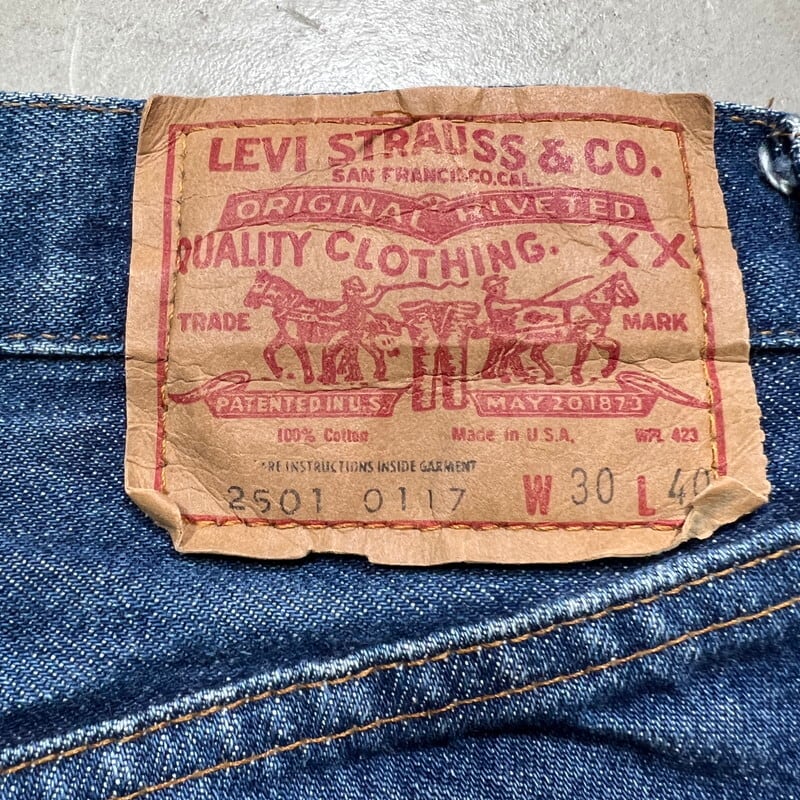 LEVI STRAUSS & CO.
SAN FRANCISCO, CAL.
ORIGINAL RIVETED
QUALITY CLOTHING. XX
TRADE MARK
PATENTED IN U.S. MAY 20 1873
100% Cotton Made in U.S.A. WPL 423
ARE INSTRUCTIONS INSIDE GARMENT
2501 0117 W 30 L 40